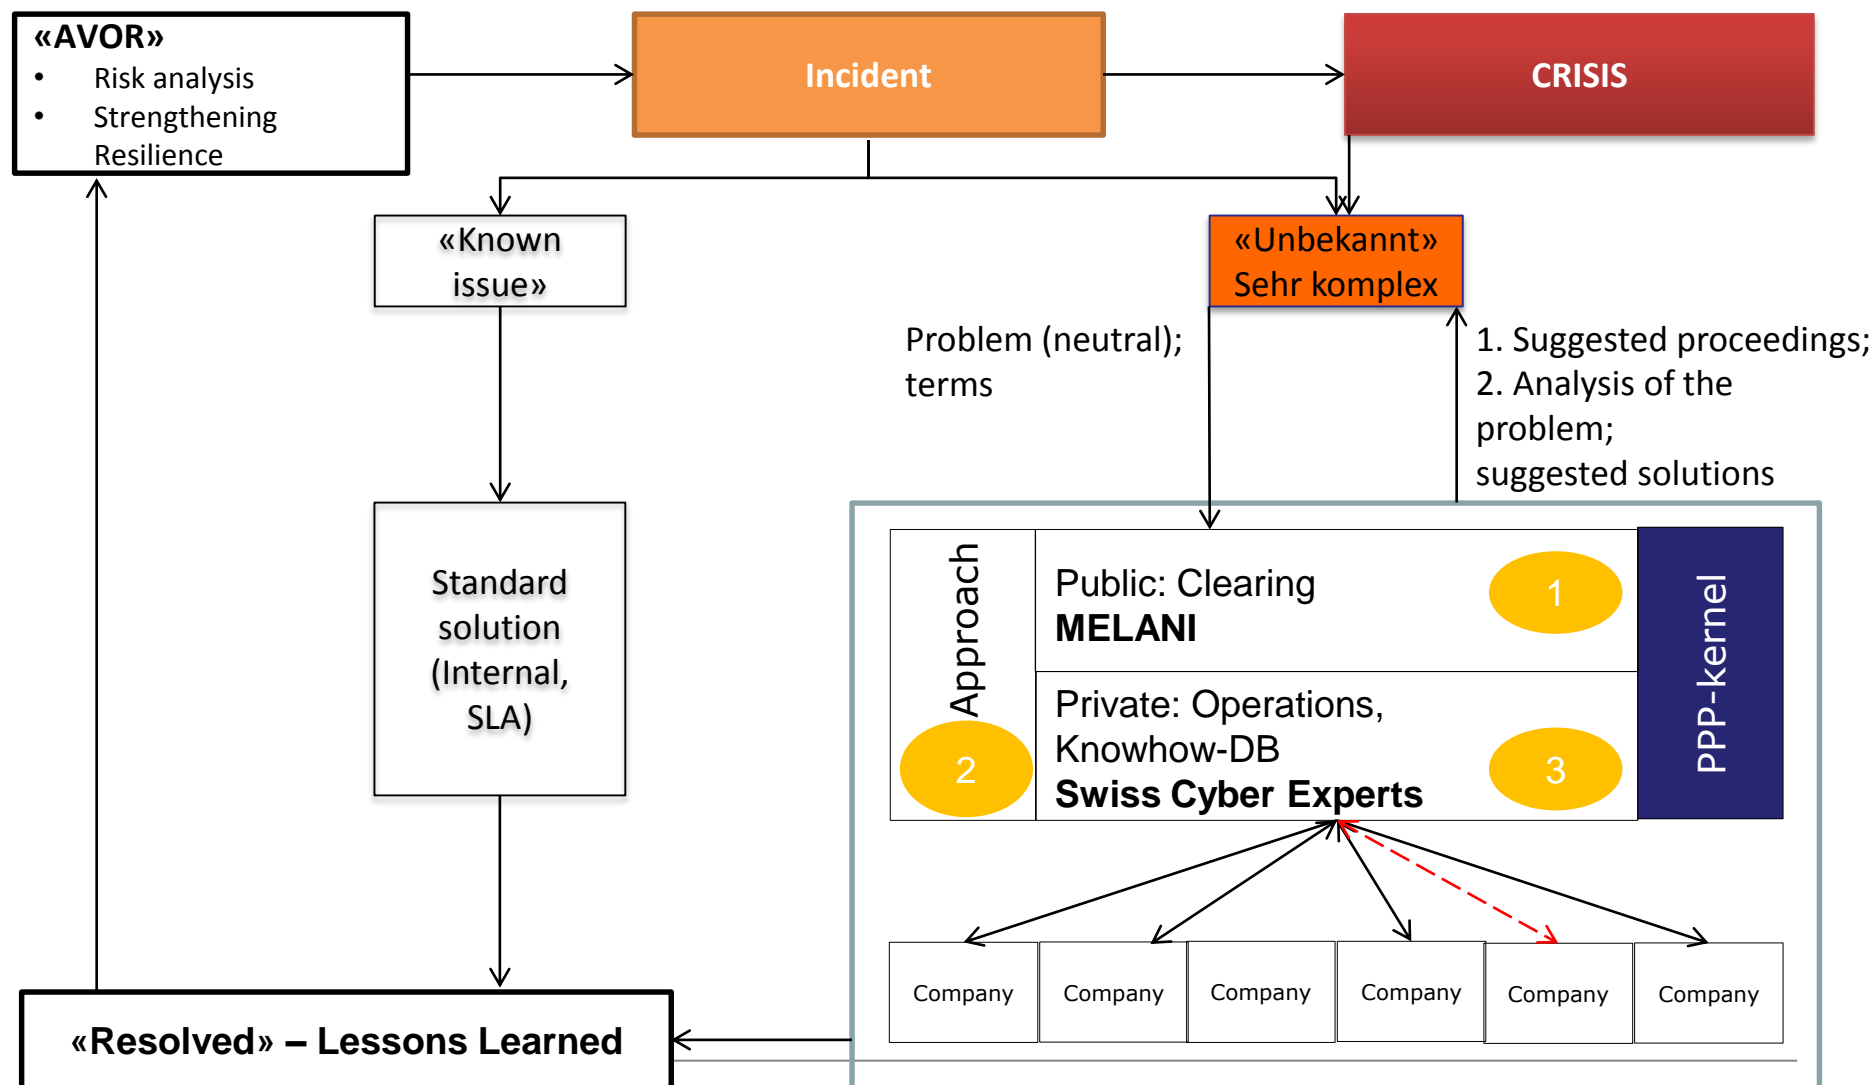 «AVOR»
• Risk analysis
• Strengthening
Resilience
Incident
CRISIS
«Known
issue»
«Unbekannt»
Sehr komplex
Problem (neutral);
terms
1. Suggested proceedings;
2. Analysis of the
problem;
suggested solutions
Standard
solution
(Internal,
SLA)
Approach
2
Public: Clearing
MELANI
1
Private: Operations,
Knowhow-DB
Swiss Cyber Experts
3
PPP-kernel
Company
Company
Company
Company
Company
Company
«Resolved» – Lessons Learned